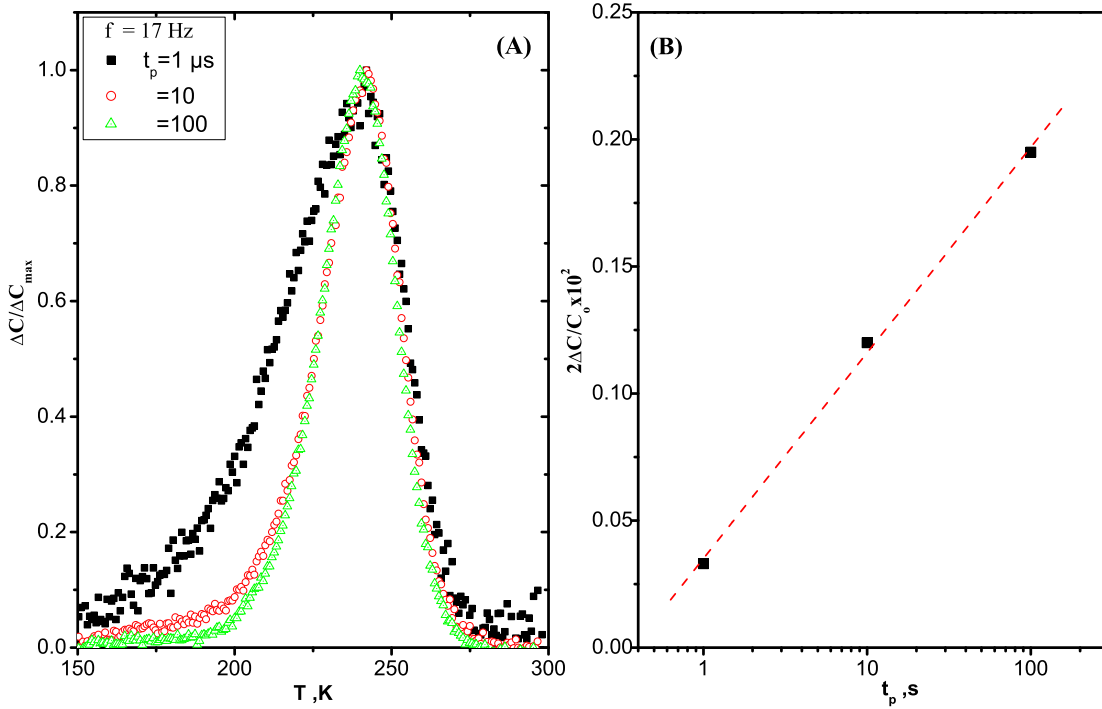 f = 17 Hz
t_p=1 µs
=10
=100
(A)
1.0
0.8
0.6
0.4
0.2
0.0
ΔC/ΔC_max
150
200
250
300
T ,K
(B)
0.25
0.20
0.15
0.10
0.05
0.00
2ΔC/C_o x10^2
1
10
100
t_p ,s